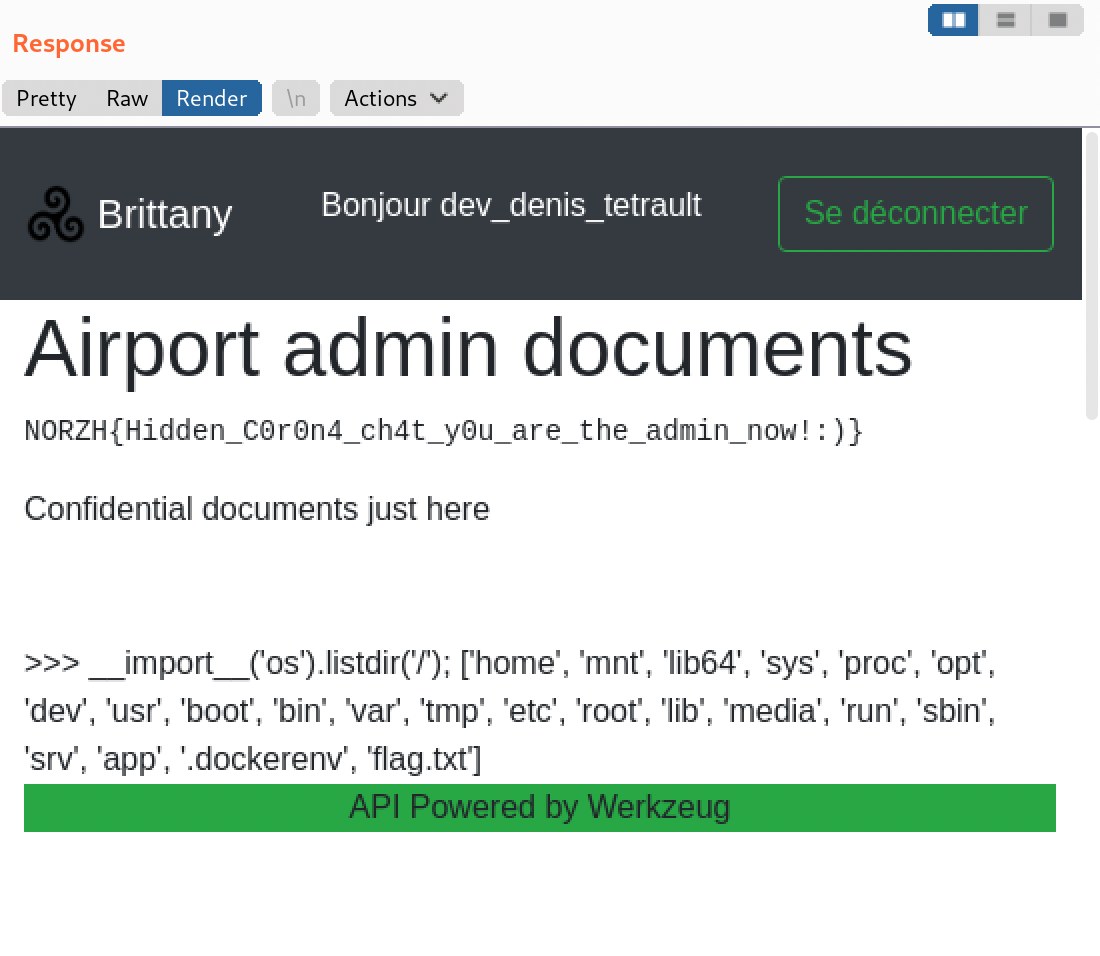 Response
Pretty Raw Render \n Actions
Brittany Bonjour dev_denis_tetrault Se déconnecter
Airport admin documents
NORZH{Hidden_C0r0n4_ch4t_y0u_are_the_admin_now!:)}
Confidential documents just here
>>> __import__('os').listdir('/'); ['home', 'mnt', 'lib64', 'sys', 'proc', 'opt',
'dev', 'usr', 'boot', 'bin', 'var', 'tmp', 'etc', 'root', 'lib', 'media', 'run', 'sbin',
'srv', 'app', '.dockerenv', 'flag.txt']
API Powered by Werkzeug